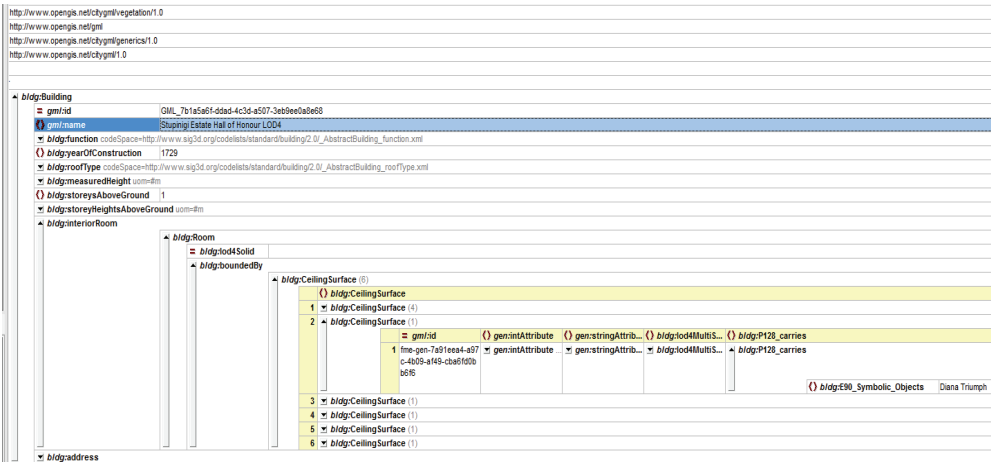 http://www.opengis.net/citygml/vegetation/1.0
http://www.opengis.net/gml
http://www.opengis.net/citygml/generics/1.0
http://www.opengis.net/citygml/1.0
bldg:Building
= gml:id GML_7b1a5a6f-ddad-4c3d-a507-3eb9ee0a8e68
() gml:name Stupinigi Estate Hall of Honour LOD4
bldg:function codeSpace=http://www.sig3d.org/codelists/standard/building/2.0/_AbstractBuilding_function.xml
() bldg:yearOfConstruction 1729
bldg:roofType codeSpace=http://www.sig3d.org/codelists/standard/building/2.0/_AbstractBuilding_roofType.xml
bldg:measuredHeight uom=#m
() bldg:storeysAboveGround 1
bldg:storeyHeightsAboveGround uom=#m
bldg:interiorRoom
bldg:Room
= bldg:lod4Solid
bldg:boundedBy
bldg:CeilingSurface (6)
() bldg:CeilingSurface
1 bldg:CeilingSurface (4)
2 bldg:CeilingSurface (1)
= gml:id () gen:intAttribute () gen:stringAttrib... () bldg:lod4MultiS... () bldg:P128_carries
1 fme-gen-7a91eea4-a97 gen:intAttribute ... gen:stringAttrib... bldg:lod4MultiS... bldg:P128_carries
c-4b09-af49-cba6fd0b
b6f6
() bldg:E90_Symbolic_Objects Diana Triumph
3 bldg:CeilingSurface (1)
4 bldg:CeilingSurface (1)
5 bldg:CeilingSurface (1)
6 bldg:CeilingSurface (1)
bldg:address